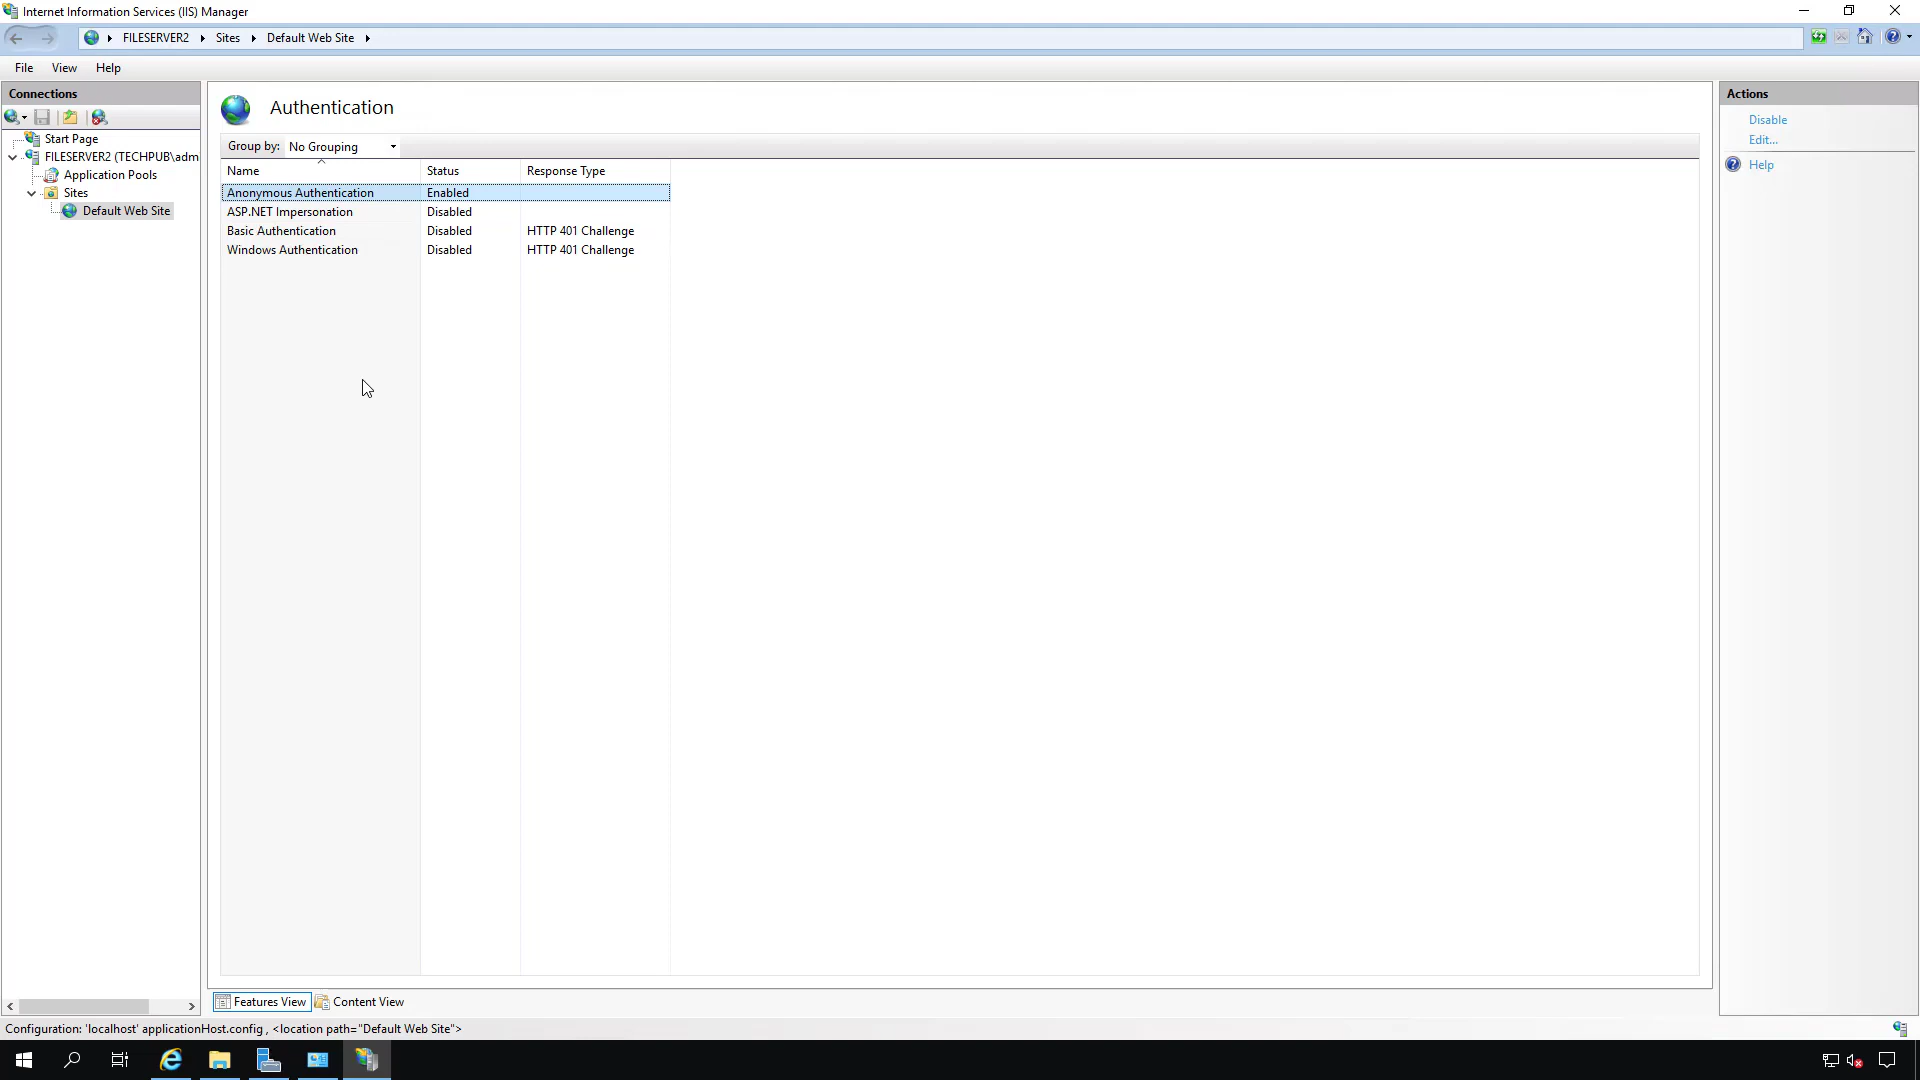 Internet Information Services (IIS) Manager
FILESERVER2 Sites Default Web Site
File View Help
Connections
Start Page
FILESERVER2 (TECHPUB\adm
Application Pools
Sites
Default Web Site
Authentication
Group by: No Grouping
Name Status Response Type
Anonymous Authentication Enabled
ASP.NET Impersonation Disabled
Basic Authentication Disabled HTTP 401 Challenge
Windows Authentication Disabled HTTP 401 Challenge
Actions
Disable
Edit...
Help
Features View Content View
Configuration: 'localhost' applicationHost.config , <location path="Default Web Site">